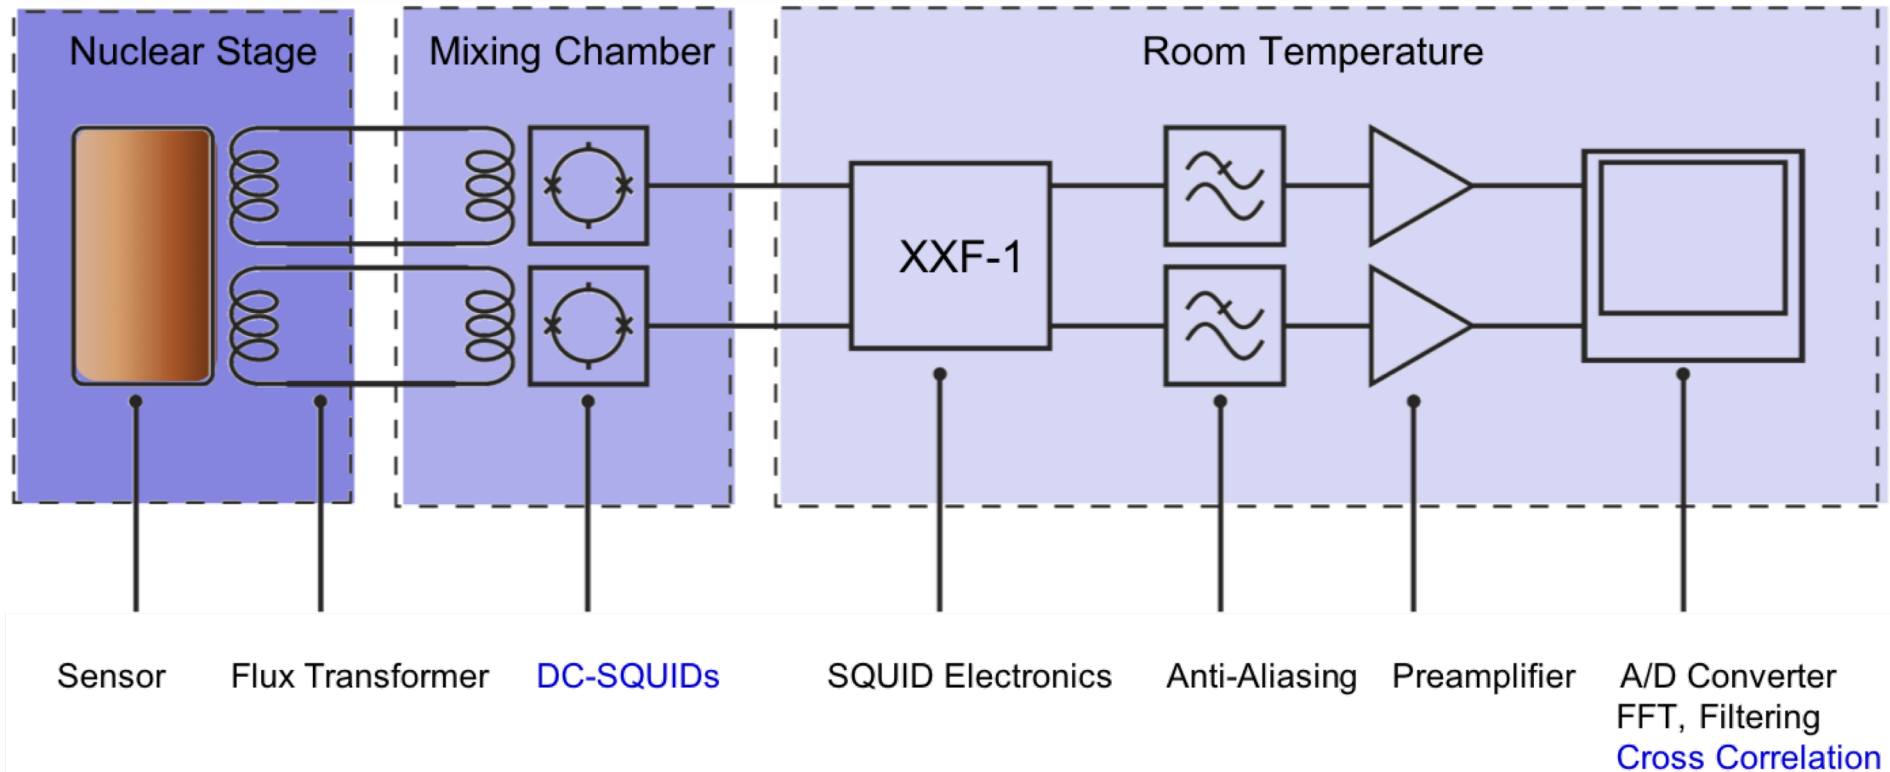 Nuclear Stage
Mixing Chamber
Room Temperature
XXF-1
Sensor
Flux Transformer
DC-SQUIDs
SQUID Electronics
Anti-Aliasing
Preamplifier
A/D Converter
FFT, Filtering
Cross Correlation